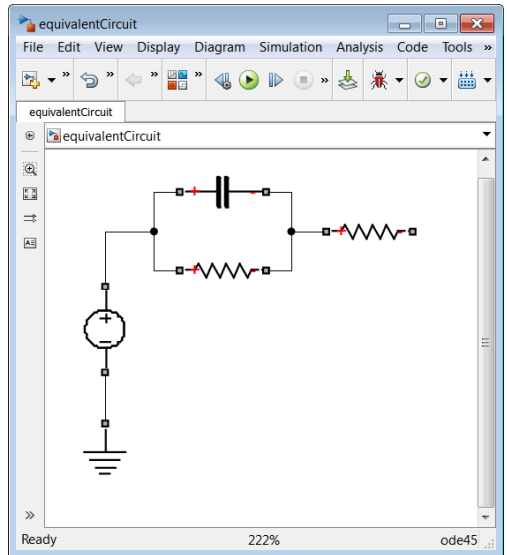 equivalentCircuit
File Edit View Display Diagram Simulation Analysis Code Tools »
» » » » »
equivalentCircuit
equivalentCircuit
A
+ -
+ -
+ -
+
−
»
Ready 222% ode45